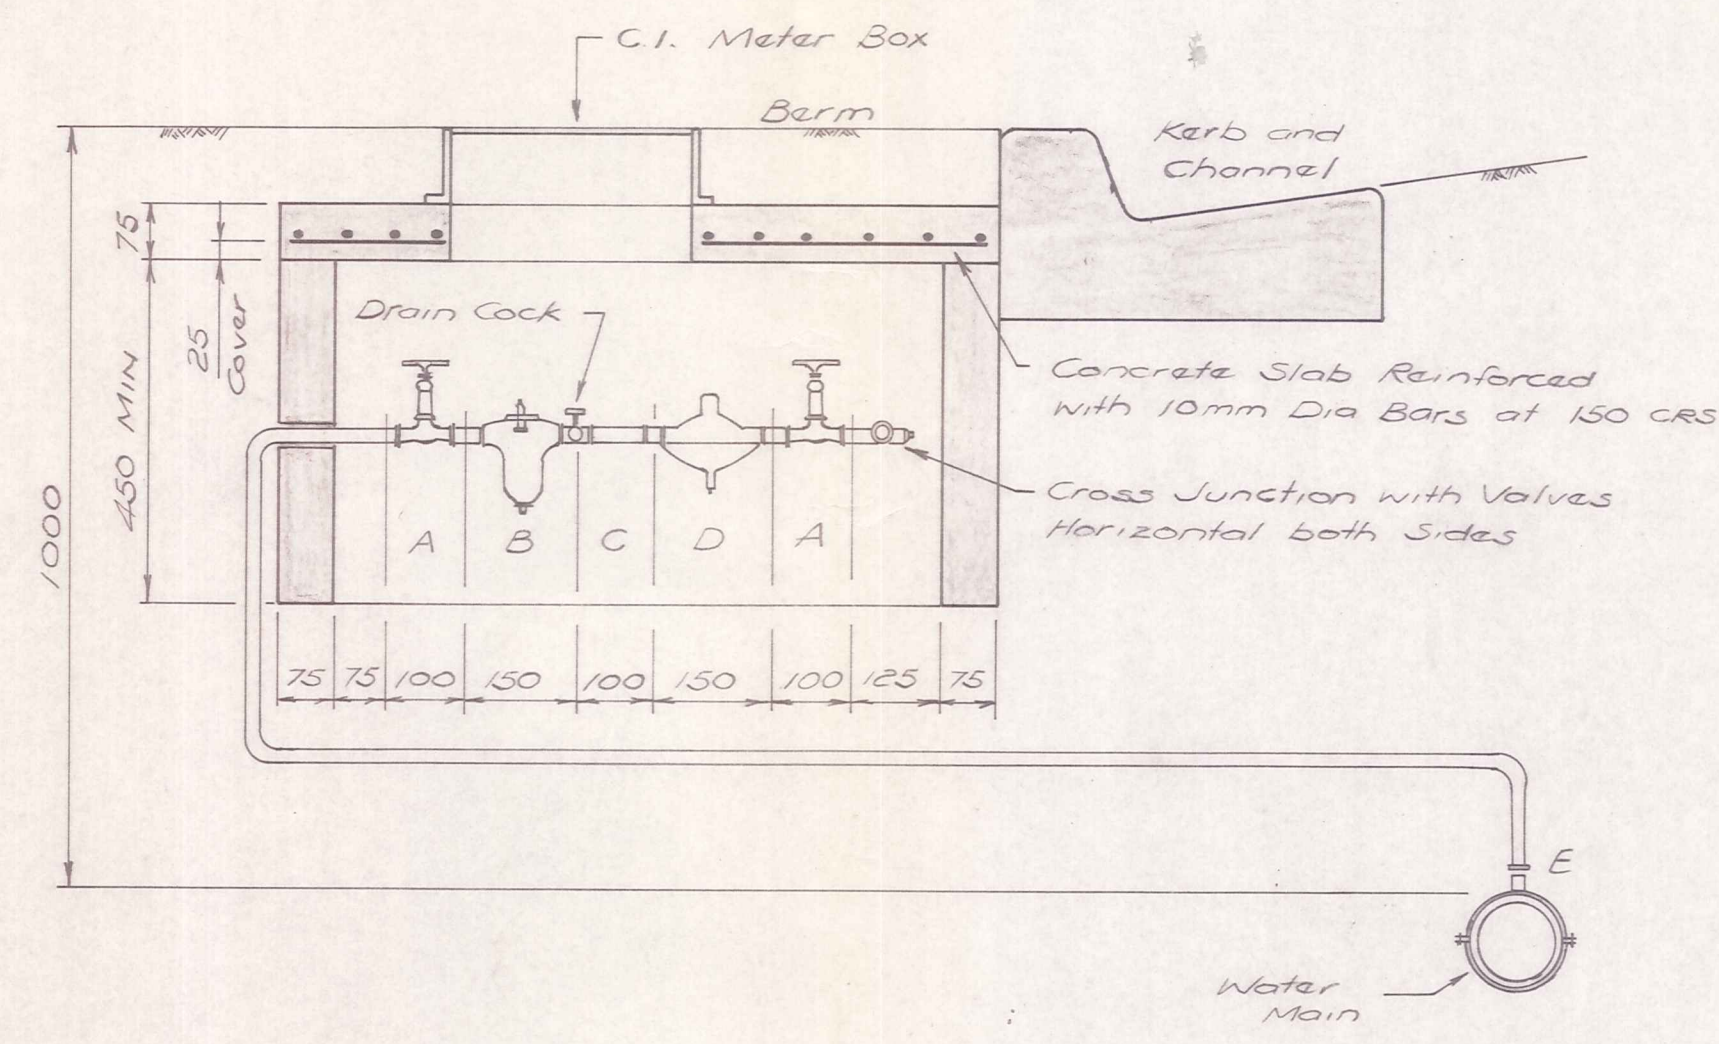 C.I. Meter Box
Berm
Kerb and
Channel
75
25
Cover
450 MIN
1000
Drain Cock
Concrete Slab Reinforced
with 10mm Dia Bars at 150 CRS
Cross Junction with Valves
Horizontal both Sides
A B C D A
75 75 100 150 100 150 100 125 75
E
Water
Main